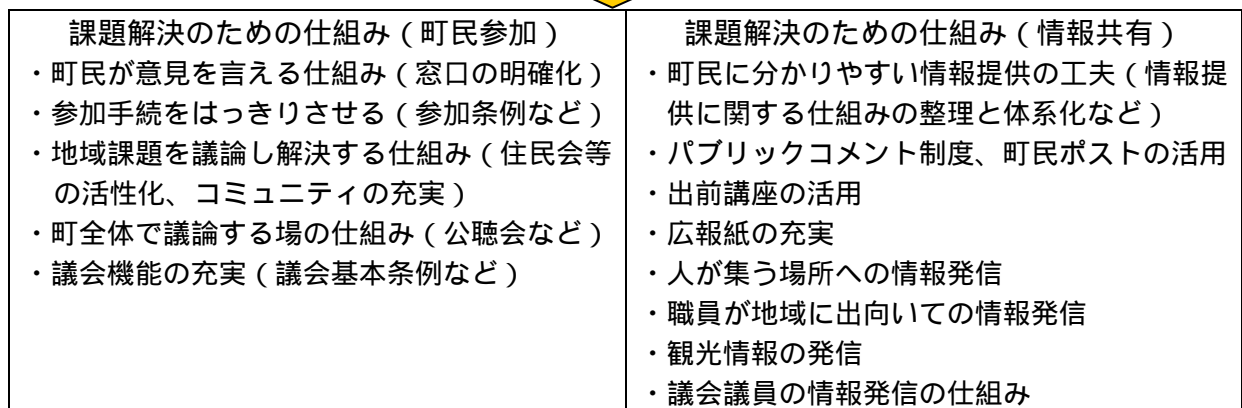 課題解決のための仕組み(町民参加)
・町民が意見を言える仕組み(窓口の明確化)
・参加手続をはっきりさせる(参加条例など)
・地域課題を議論し解決する仕組み(住民会等
の活性化、コミュニティの充実)
・町全体で議論する場の仕組み(公聴会など)
・議会機能の充実(議会基本条例など)
課題解決のための仕組み(情報共有)
・町民に分かりやすい情報提供の工夫(情報提
供に関する仕組みの整理と体系化など)
・パブリックコメント制度、町民ポストの活用
・出前講座の活用
・広報紙の充実
・人が集う場所への情報発信
・職員が地域に出向いての情報発信
・観光情報の発信
・議会議員の情報発信の仕組み